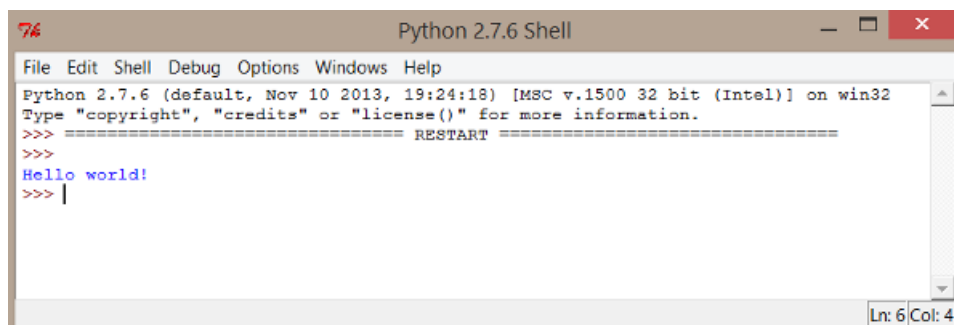 Python 2.7.6 Shell
File Edit Shell Debug Options Windows Help
Python 2.7.6 (default, Nov 10 2013, 19:24:18) [MSC v.1500 32 bit (Intel)] on win32
Type "copyright", "credits" or "license()" for more information.
>>> ================================ RESTART ================================
>>>
Hello world!
>>>
Ln: 6 Col: 4